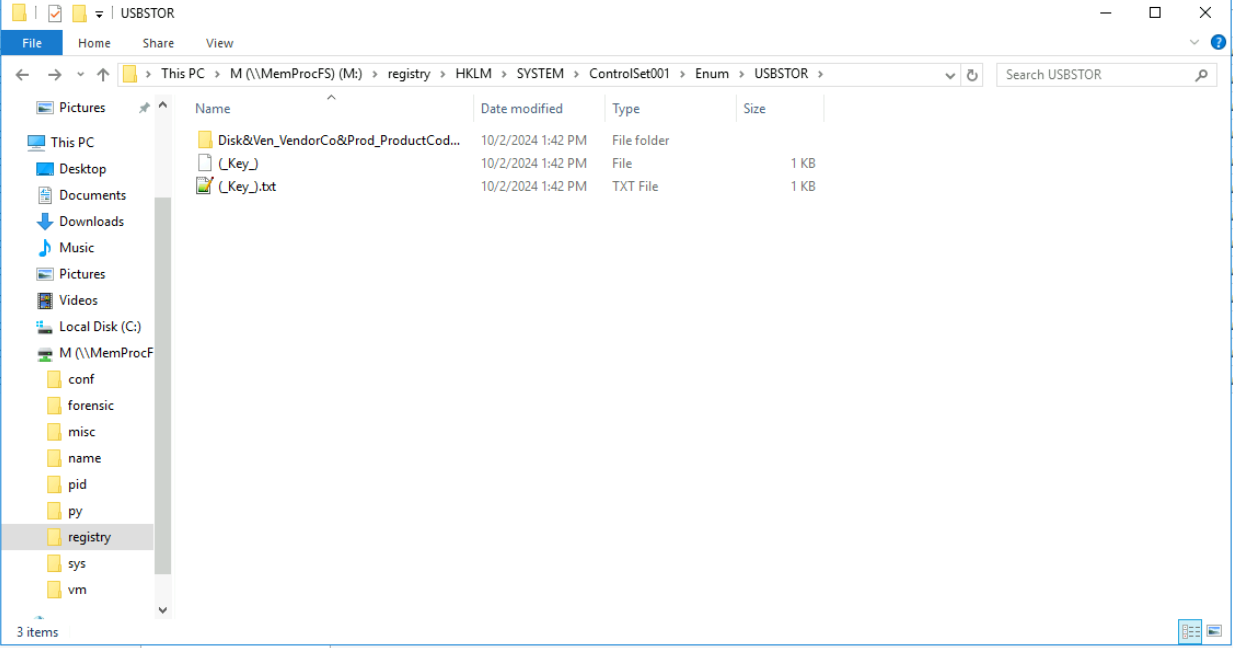 USBSTOR
File Home Share View
This PC > M (\\MemProcFS) (M:) > registry > HKLM > SYSTEM > ControlSet001 > Enum > USBSTOR >
Search USBSTOR
Pictures
This PC
Desktop
Documents
Downloads
Music
Pictures
Videos
Local Disk (C:)
M (\\MemProcF
conf
forensic
misc
name
pid
py
registry
sys
vm
Name Date modified Type Size
Disk&Ven_VendorCo&Prod_ProductCod... 10/2/2024 1:42 PM File folder
(_Key_) 10/2/2024 1:42 PM File 1 KB
(_Key_).txt 10/2/2024 1:42 PM TXT File 1 KB
3 items